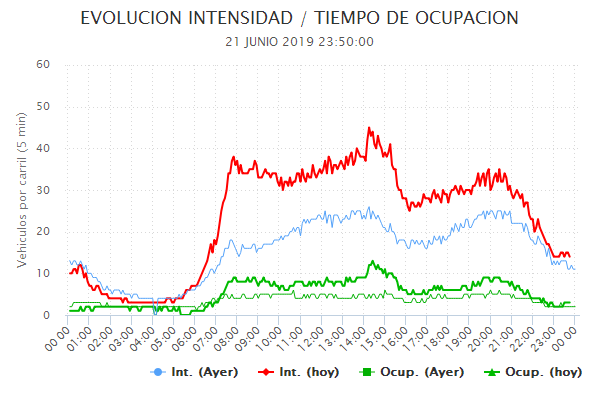 EVOLUCION INTENSIDAD / TIEMPO DE OCUPACION
21 JUNIO 2019 23:50:00
Vehiculos por carril (5 min)
60
50
40
30
20
10
0
00:00 01:00 02:00 03:00 04:00 05:00 06:00 07:00 08:00 09:00 10:00 11:00 12:00 13:00 14:00 15:00 16:00 17:00 18:00 19:00 20:00 21:00 22:00 23:00 00:00
Int. (Ayer) Int. (hoy) Ocup. (Ayer) Ocup. (hoy)